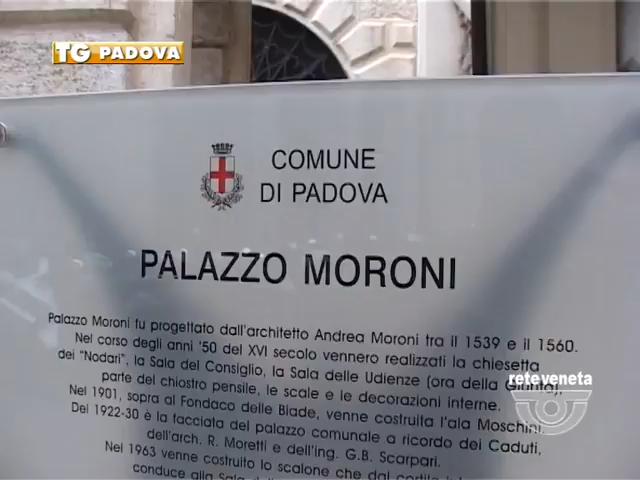 TG PADOVA
COMUNE
DI PADOVA
PALAZZO MORONI
Palazzo Moroni fu progettato dall'architetto Andrea Moroni tra il 1539 e il 1560.
Nel corso degli anni '50 del XVI secolo vennero realizzati la chiesetta
dei "Nodari", la Sala del Consiglio, la Sala delle Udienze (ora della Giunta),
parte del chiostro pensile, le scale e le decorazioni interne.
Nel 1901, sopra al Fondaco delle Biade, venne costruita l'ala Moschini.
Del 1922-30 è la facciata del palazzo comunale a ricordo dei Caduti,
dell'arch. R. Moretti e dell'ing. G.B. Scarpari.
Nel 1963 venne costruito lo scalone che dal cortile
conduce alla Sala
reteveneta